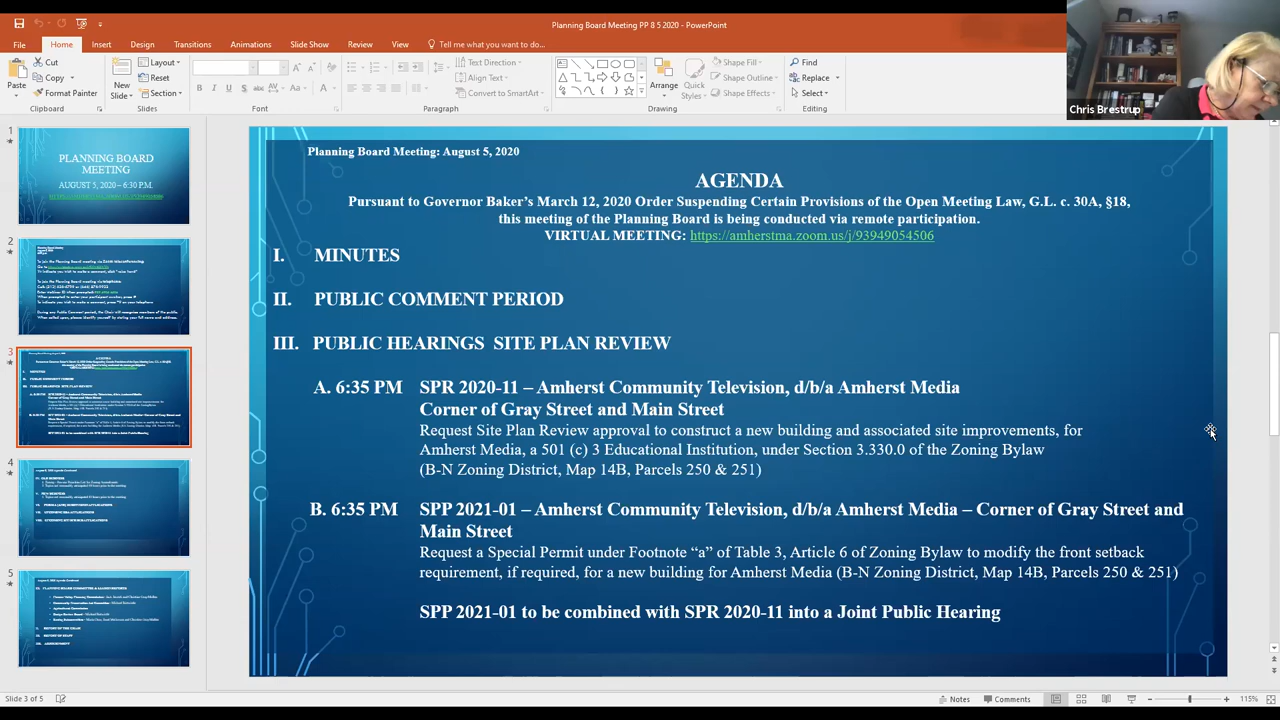 Planning Board Meeting PP 8 5 2020 - PowerPoint
File Home Insert Design Transitions Animations Slide Show Review View Tell me what you want to do...
Paste
Cut
Copy
Format Painter
Clipboard
New
Slide
Layout
Reset
Section
Slides
Font
Text Direction
Align Text
Convert to SmartArt
Paragraph
Arrange
Quick
Styles
Shape Fill
Shape Outline
Shape Effects
Drawing
Find
Replace
Select
Editing
Chris Brestrup
1
PLANNING BOARD
MEETING
AUGUST 5, 2020 – 6:30 P.M.
2
3
4
5
Planning Board Meeting: August 5, 2020
AGENDA
Pursuant to Governor Baker's March 12, 2020 Order Suspending Certain Provisions of the Open Meeting Law, G.L. c. 30A, §18,
this meeting of the Planning Board is being conducted via remote participation.
VIRTUAL MEETING: https://amherstma.zoom.us/j/93949054506
I. MINUTES
II. PUBLIC COMMENT PERIOD
III. PUBLIC HEARINGS SITE PLAN REVIEW
A. 6:35 PM SPR 2020-11 – Amherst Community Television, d/b/a Amherst Media
Corner of Gray Street and Main Street
Request Site Plan Review approval to construct a new building and associated site improvements, for
Amherst Media, a 501 (c) 3 Educational Institution, under Section 3.330.0 of the Zoning Bylaw
(B-N Zoning District, Map 14B, Parcels 250 & 251)
B. 6:35 PM SPP 2021-01 – Amherst Community Television, d/b/a Amherst Media – Corner of Gray Street and
Main Street
Request a Special Permit under Footnote "a" of Table 3, Article 6 of Zoning Bylaw to modify the front setback
requirement, if required, for a new building for Amherst Media (B-N Zoning District, Map 14B, Parcels 250 & 251)
SPP 2021-01 to be combined with SPR 2020-11 into a Joint Public Hearing
Slide 3 of 5
Notes
Comments
115%